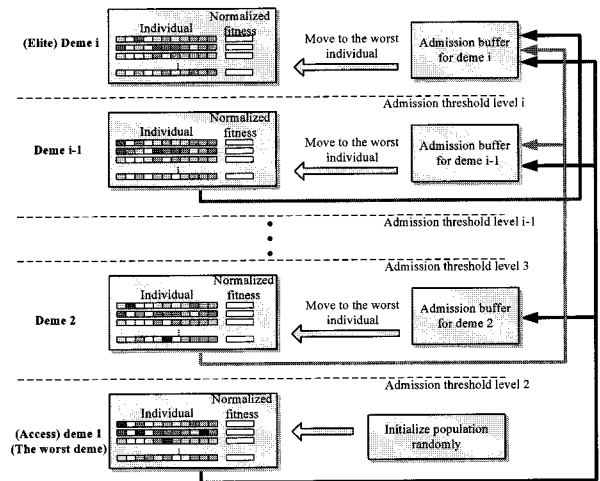 (Elite) Deme i
Individual
Normalized
fitness
Move to the worst
individual
Admission buffer
for deme i
Admission threshold level i
Deme i-1
Individual
Normalized
fitness
Move to the worst
individual
Admission buffer
for deme i-1
Admission threshold level i-1
Admission threshold level 3
Deme 2
Individual
Normalized
fitness
Move to the worst
individual
Admission buffer
for deme 2
Admission threshold level 2
(Access) deme 1
(The worst deme)
Individual
Normalized
fitness
Initialize population
randomly